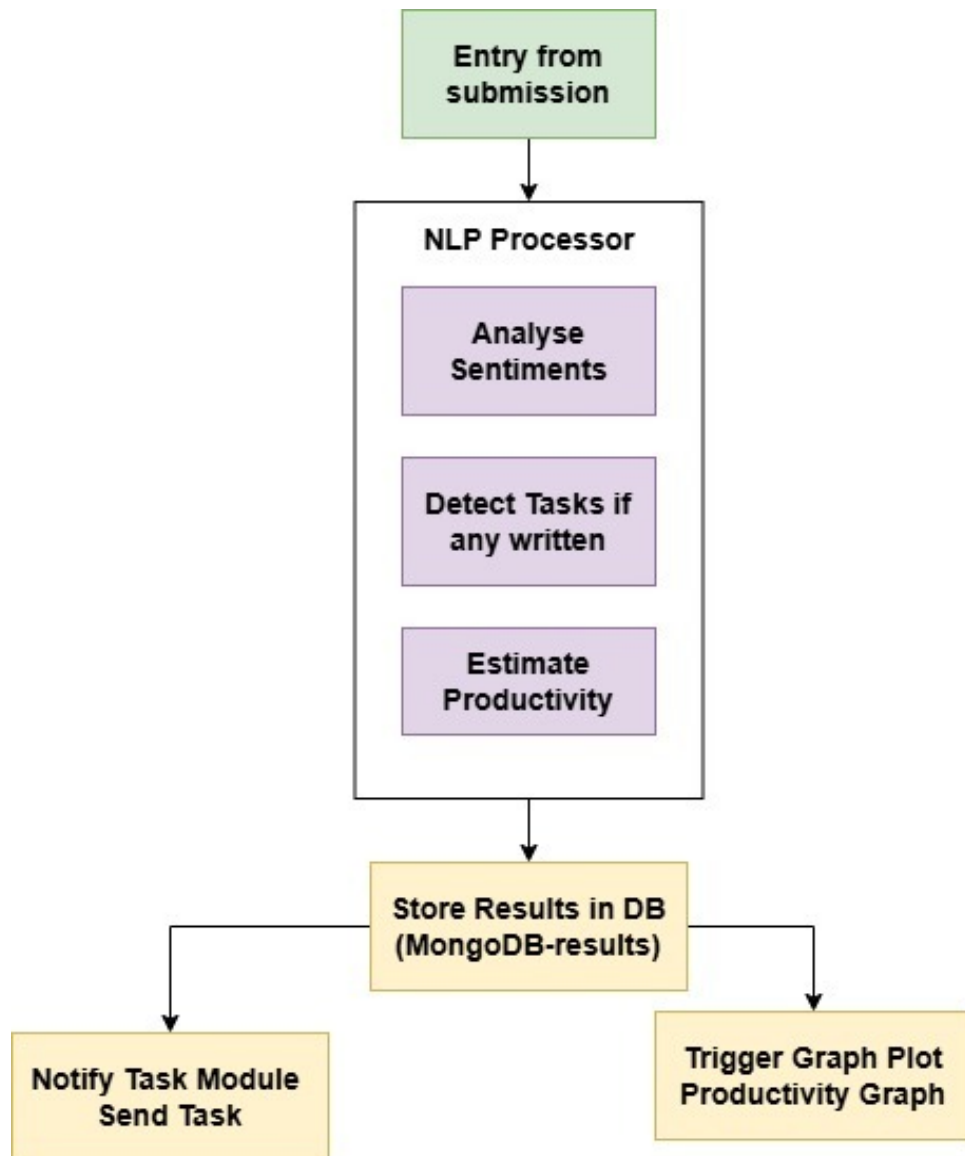 Entry from
submission
NLP Processor
Analyse
Sentiments
Detect Tasks if
any written
Estimate
Productivity
Store Results in DB
(MongoDB-results)
Notify Task Module
Send Task
Trigger Graph Plot
Productivity Graph